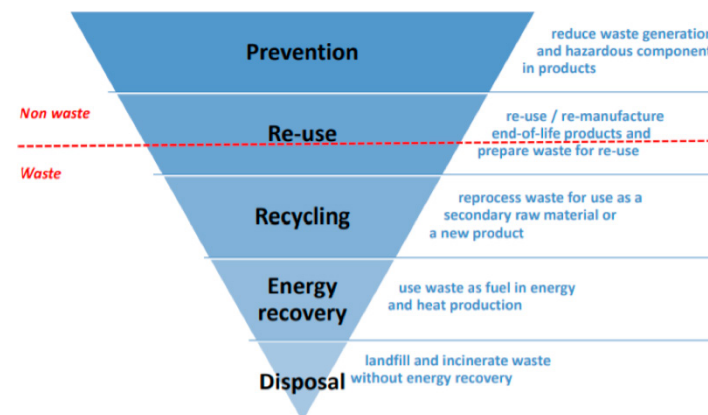 Prevention
reduce waste generation
and hazardous component
in products
Non waste
Re-use
re-use / re-manufacture
end-of-life products and
prepare waste for re-use
Waste
Recycling
reprocess waste for use as a
secondary raw material or
a new product
Energy
recovery
use waste as fuel in energy
and heat production
Disposal
landfill and incinerate waste
without energy recovery